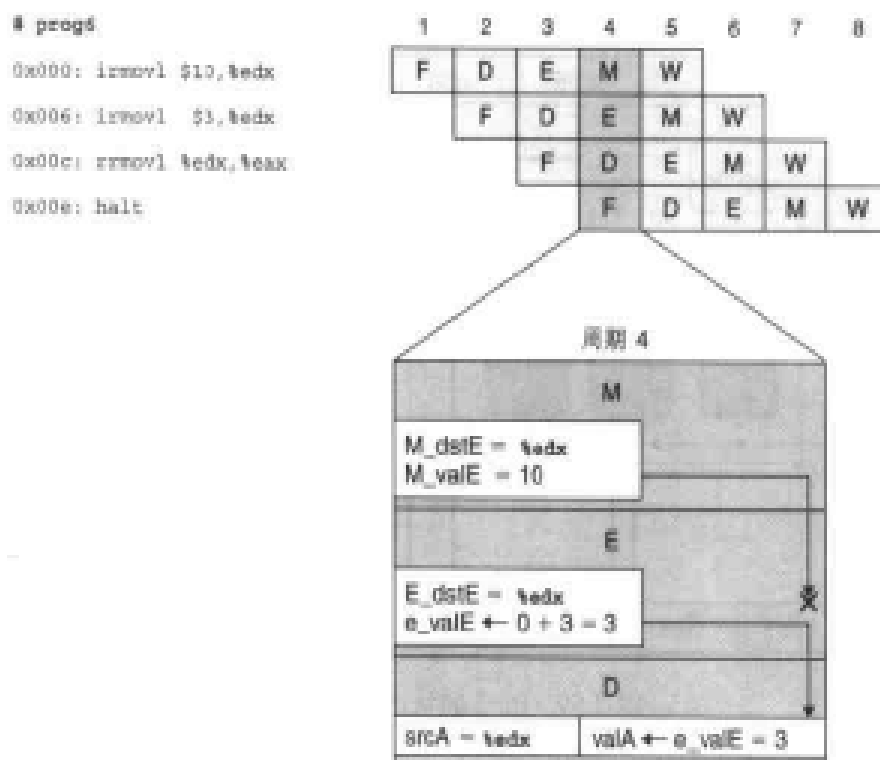 # prog6
0x000: irmovl $10,%edx
0x006: irmovl $3,%edx
0x00c: rrmovl %edx,%eax
0x00e: halt
1 2 3 4 5 6 7 8
F D E M W
F D E M W
F D E M W
F D E M W
周期 4
M
M_dstE = %edx
M_valE = 10
E
E_dstE = %edx
e_valE ← 0 + 3 = 3
D
srcA = %edx
valA ← e_valE = 3